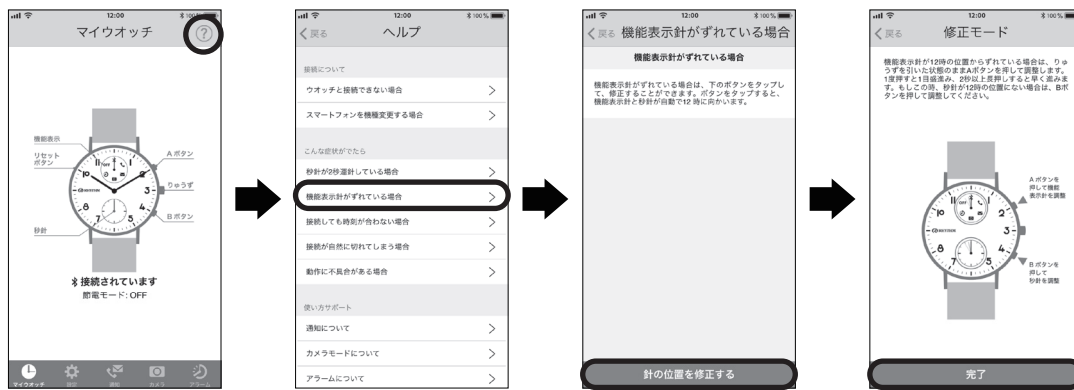 12:00
100 %
マイウオッチ
?
機能表示
リセット
ボタン
Aボタン
りゅうず
Bボタン
秒針
接続されています
節電モード: OFF
マイウオッチ
設定
通知
カメラ
アラーム
12:00
100 %
戻る
ヘルプ
接続について
ウオッチと接続できない場合
スマートフォンを機種変更する場合
こんな症状がでたら
秒針が2秒運針している場合
機能表示針がずれている場合
接続しても時刻が合わない場合
接続が自然に切れてしまう場合
動作に不具合がある場合
使い方サポート
通知について
カメラモードについて
アラームについて
12:00
100 %
戻る
機能表示針がずれている場合
機能表示針がずれている場合
機能表示針がずれている場合は、下のボタンをタップし
て、修正することができます。ボタンをタップすると、
機能表示針と秒針が自動で12 時に向かいます。
針の位置を修正する
12:00
100 %
戻る
修正モード
機能表示針が12時の位置からずれている場合は、りゅ
うずを引いた状態のままAボタンを押して調整します。
1度押すと1目盛進み、2秒以上長押しすると早く進みま
す。もしこの時、秒針が12時の位置にない場合は、Bボ
タンを押して調整してください。
Aボタンを
押して機能
表示針を調整
Bボタンを
押して
秒針を調整
完了